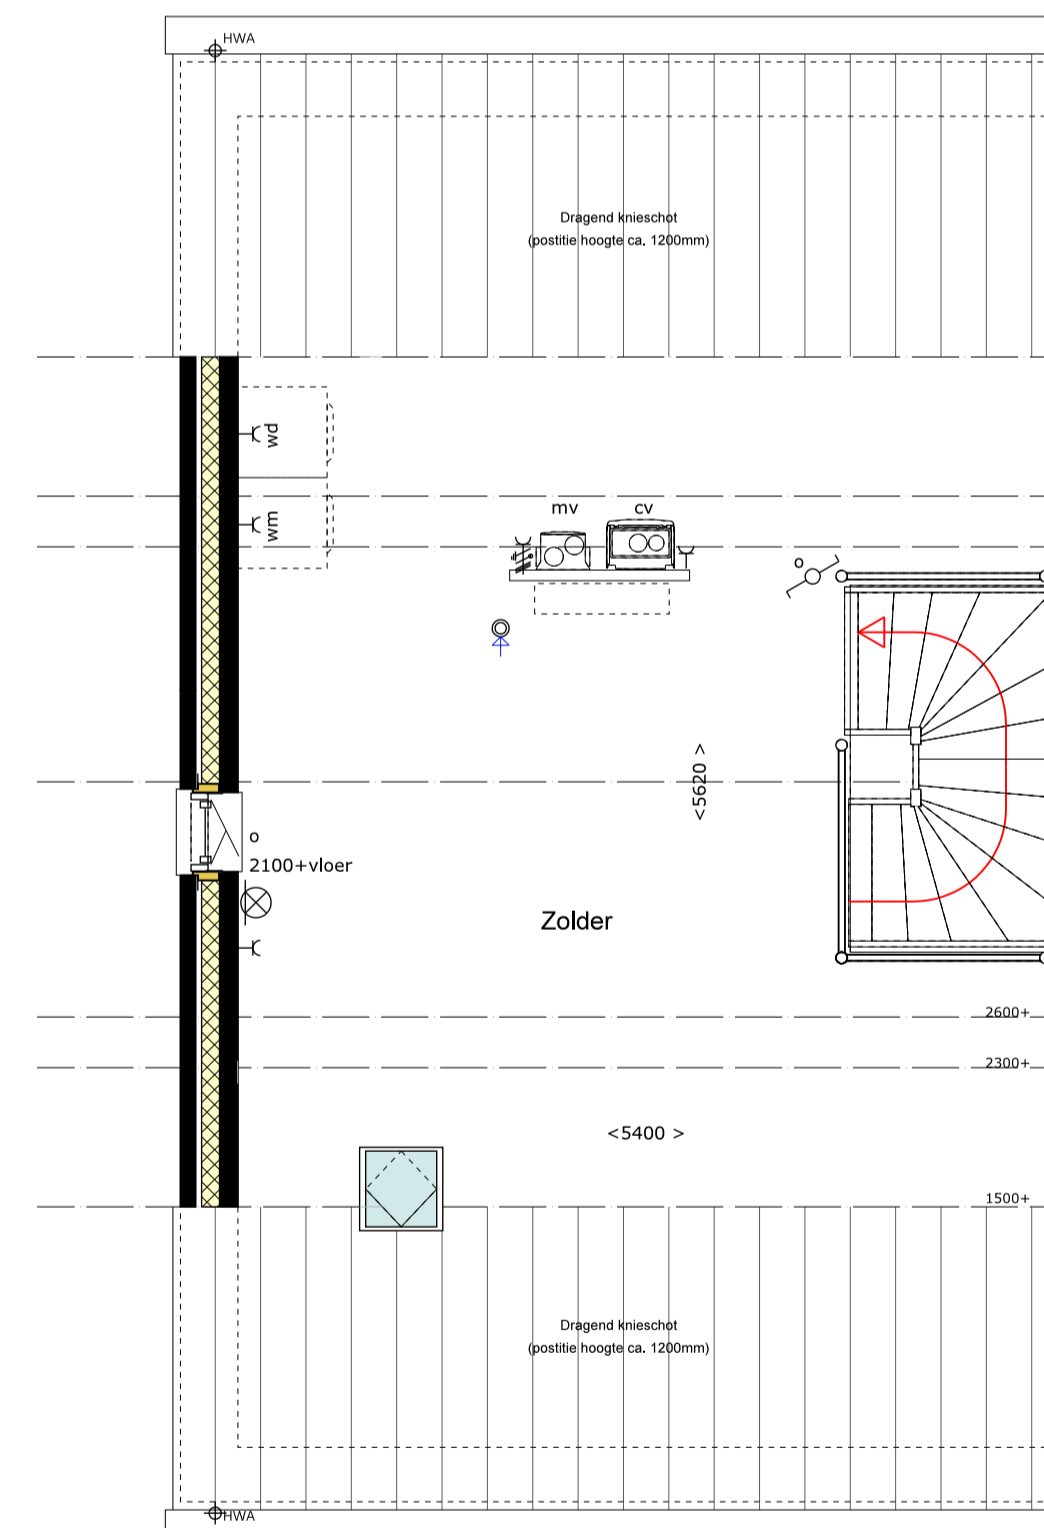 HWA
Dragend knieschot
(postitie hoogte ca. 1200mm)
wd
wm
mv
cv
o
<5620 >
o
2100+vloer
Zolder
2600+
2300+
<5400 >
1500+
Dragend knieschot
(postitie hoogte ca. 1200mm)
HWA